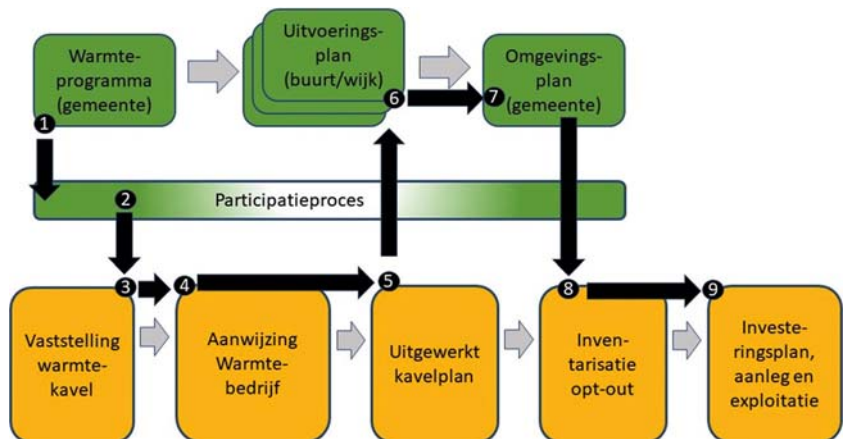 Warmte-
programma
(gemeente)
1
Uitvoerings-
plan
(buurt/wijk)
6
Omgevings-
plan
(gemeente)
7
2
Participatieproces
3
Vaststelling
warmte-
kavel
4
Aanwijzing
Warmte-
bedrijf
5
Uitgewerkt
kavelplan
8
Inven-
tarisatie
opt-out
9
Investe-
ringsplan,
aanleg en
exploitatie